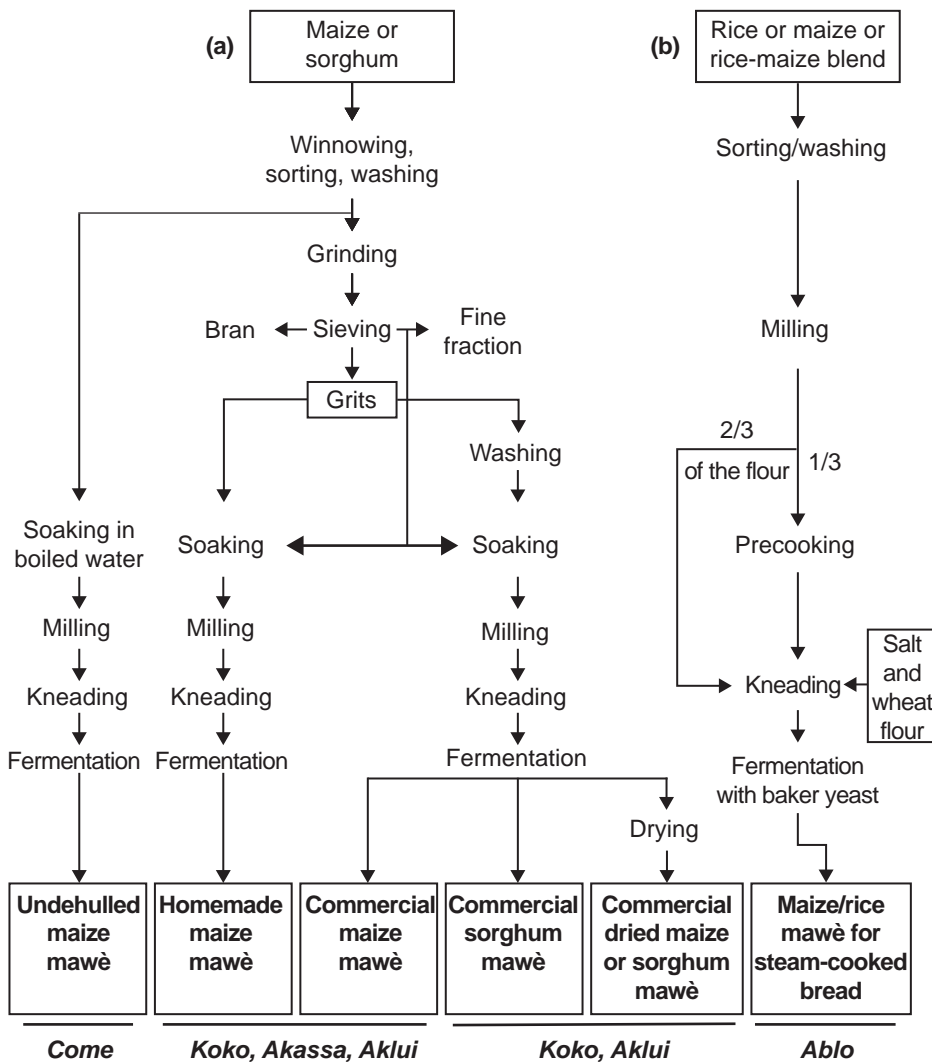 (a)
Maize or
sorghum
Winnowing,
sorting, washing
Grinding
Bran
Sieving
Fine
fraction
Grits
Washing
Soaking in
boiled water
Soaking
Soaking
Milling
Milling
Milling
Kneading
Kneading
Kneading
Fermentation
Fermentation
Fermentation
Drying
Undehulled
maize
mawè
Homemade
maize
mawè
Commercial
maize
mawè
Commercial
sorghum
mawè
Commercial
dried maize
or sorghum
mawè
Come
Koko, Akassa, Aklui
Koko, Aklui
(b)
Rice or maize or
rice-maize blend
Sorting/washing
Milling
2/3
of the flour
1/3
Precooking
Kneading
Salt
and
wheat
flour
Fermentation
with baker yeast
Maize/rice
mawè for
steam-cooked
bread
Ablo